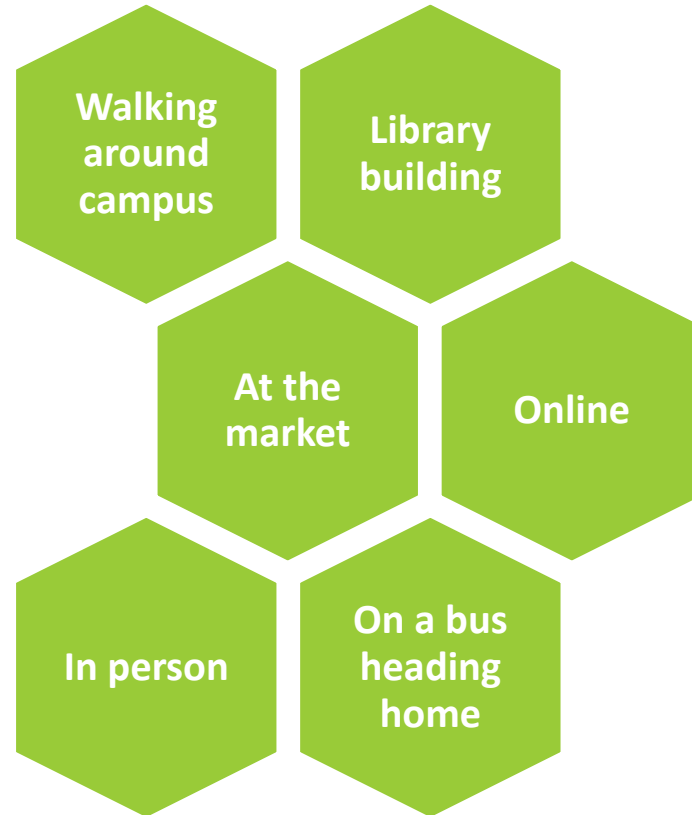 Walking
around
campus
Library
building
At the
market
Online
In person
On a bus
heading
home